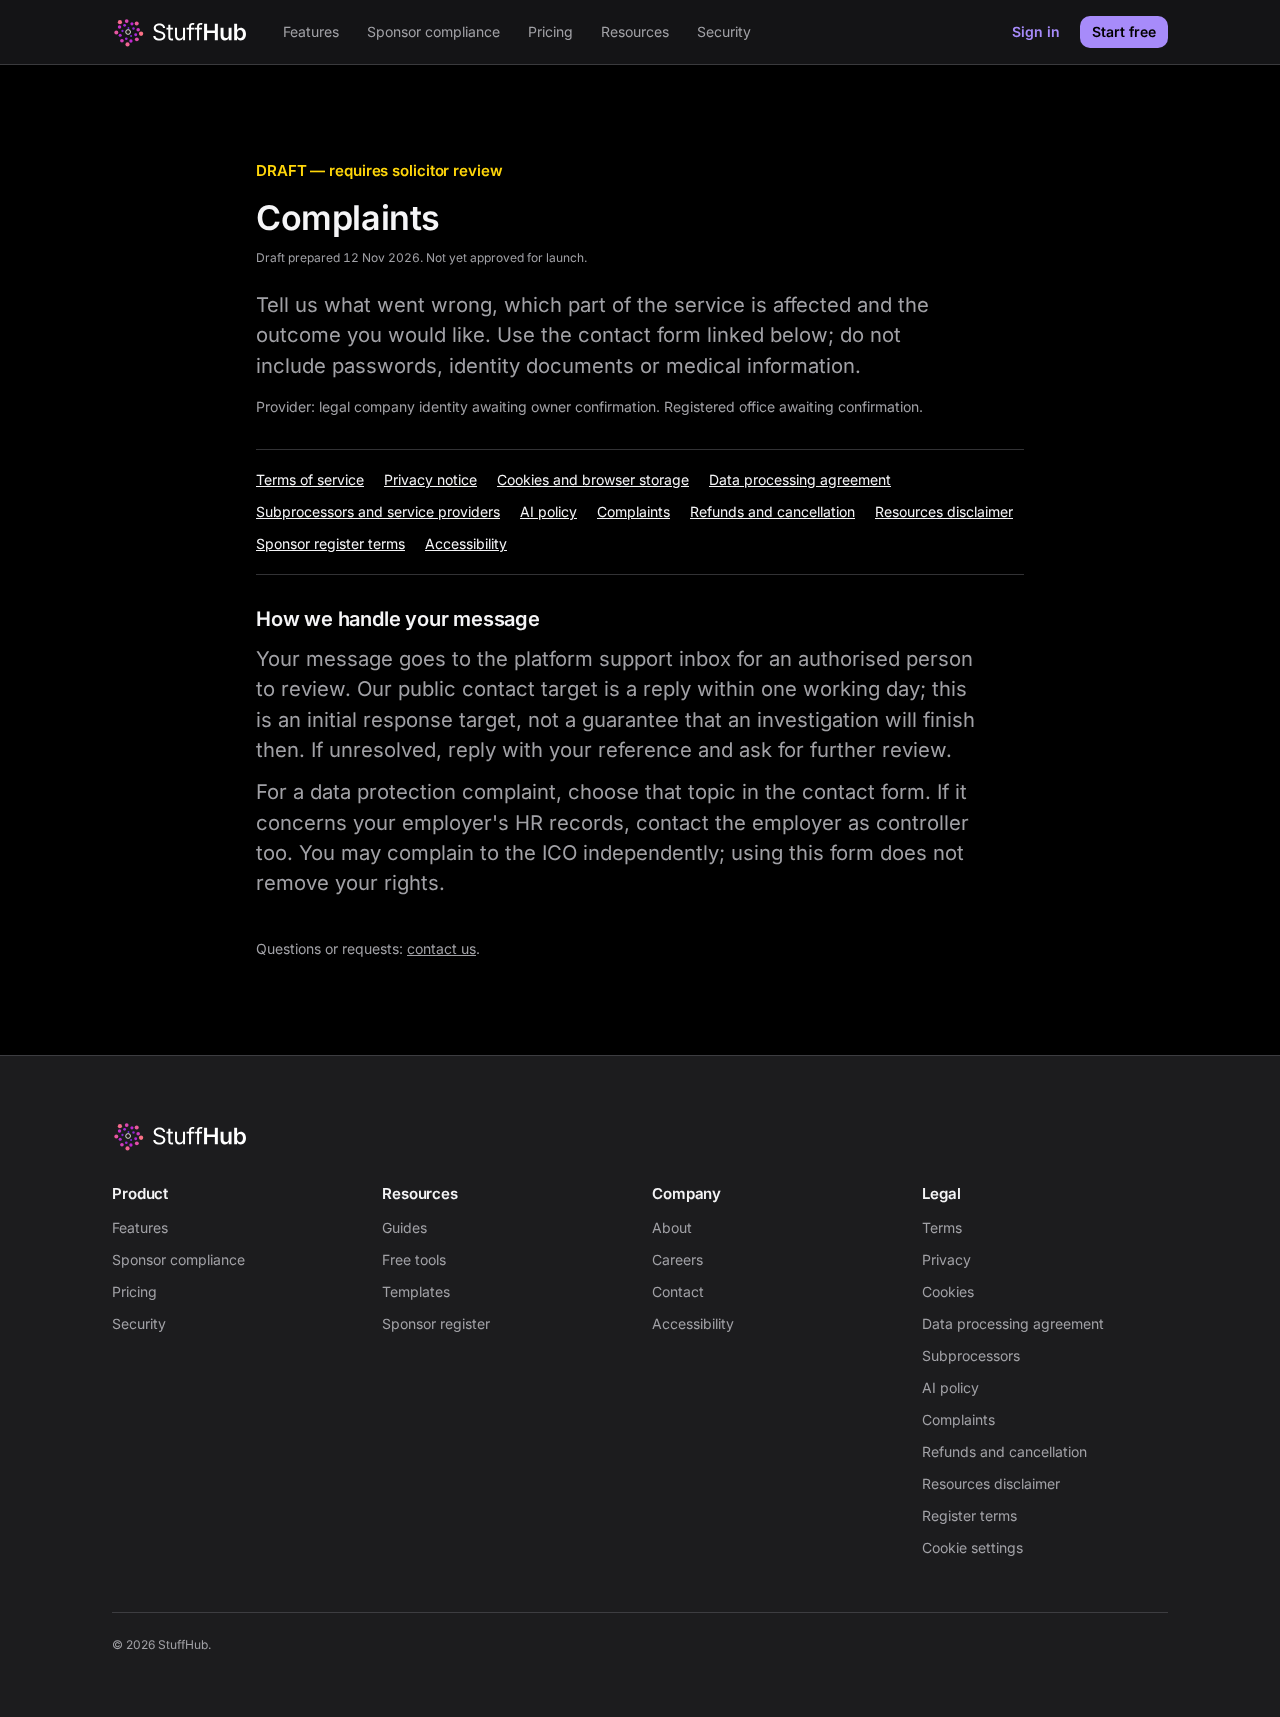 StuffHub Features Sponsor compliance Pricing Resources Security Sign in Start free
DRAFT — requires solicitor review
Complaints
Draft prepared 12 Nov 2026. Not yet approved for launch.
Tell us what went wrong, which part of the service is affected and the
outcome you would like. Use the contact form linked below; do not
include passwords, identity documents or medical information.
Provider: legal company identity awaiting owner confirmation. Registered office awaiting confirmation.
Terms of service Privacy notice Cookies and browser storage Data processing agreement
Subprocessors and service providers AI policy Complaints Refunds and cancellation Resources disclaimer
Sponsor register terms Accessibility
How we handle your message
Your message goes to the platform support inbox for an authorised person
to review. Our public contact target is a reply within one working day; this
is an initial response target, not a guarantee that an investigation will finish
then. If unresolved, reply with your reference and ask for further review.
For a data protection complaint, choose that topic in the contact form. If it
concerns your employer's HR records, contact the employer as controller
too. You may complain to the ICO independently; using this form does not
remove your rights.
Questions or requests: contact us.
StuffHub
Product
Features
Sponsor compliance
Pricing
Security
Resources
Guides
Free tools
Templates
Sponsor register
Company
About
Careers
Contact
Accessibility
Legal
Terms
Privacy
Cookies
Data processing agreement
Subprocessors
AI policy
Complaints
Refunds and cancellation
Resources disclaimer
Register terms
Cookie settings
© 2026 StuffHub.